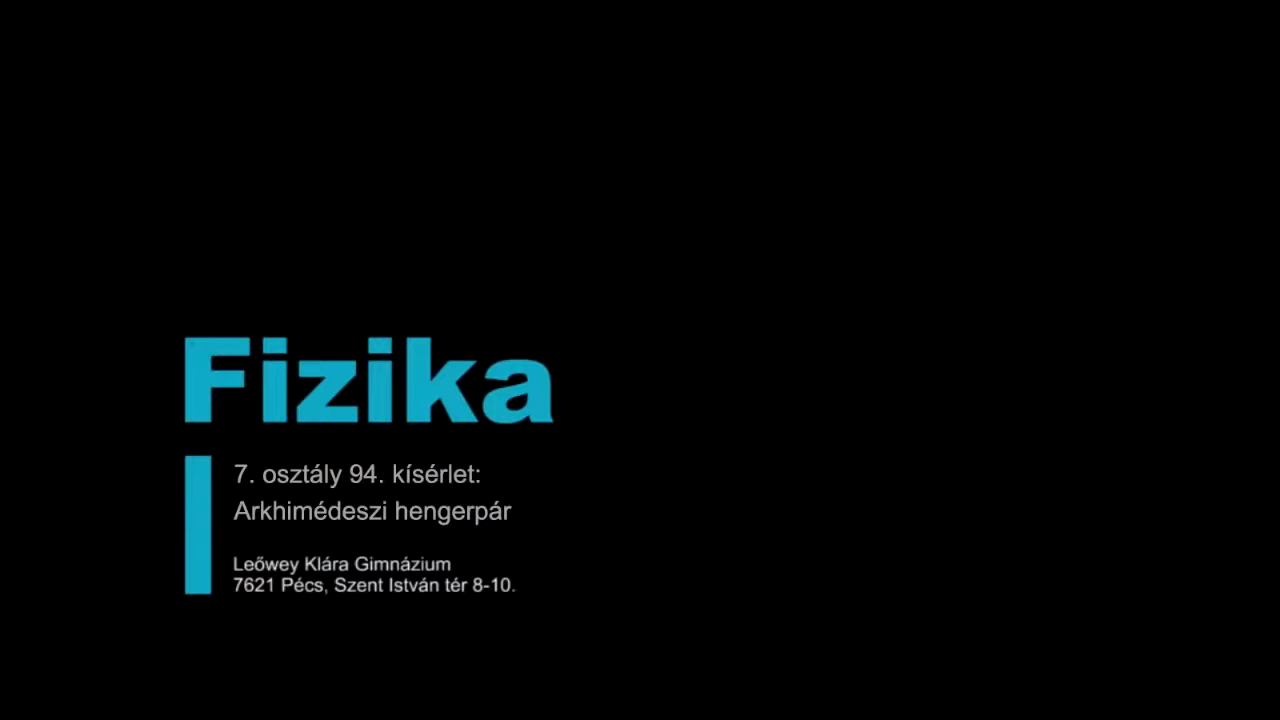 Fizika
7. osztály 94. kísérlet:
Arkhimédeszi hengerpár
Leőwey Klára Gimnázium
7621 Pécs, Szent István tér 8-10.